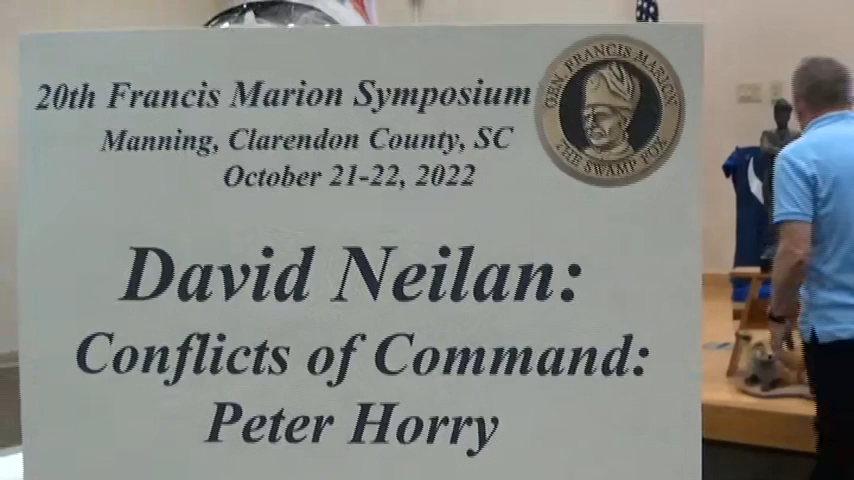 20th Francis Marion Symposium
Manning, Clarendon County, SC
October 21-22, 2022
GEN. FRANCIS MARION
THE SWAMP FOX
David Neilan:
Conflicts of Command:
Peter Horry